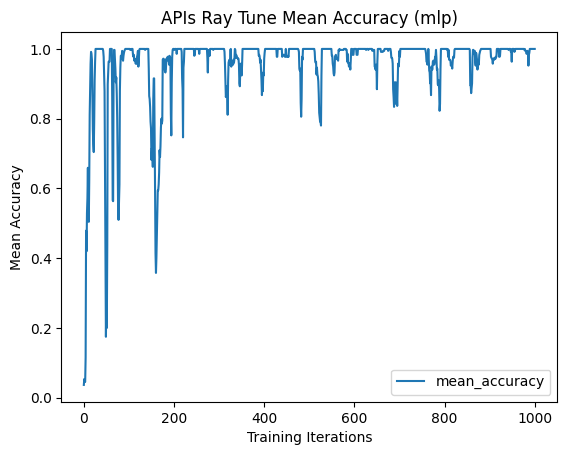 APIs Ray Tune Mean Accuracy (mlp)
Mean Accuracy
1.0
0.8
0.6
0.4
0.2
0.0
mean_accuracy
0 200 400 600 800 1000
Training Iterations